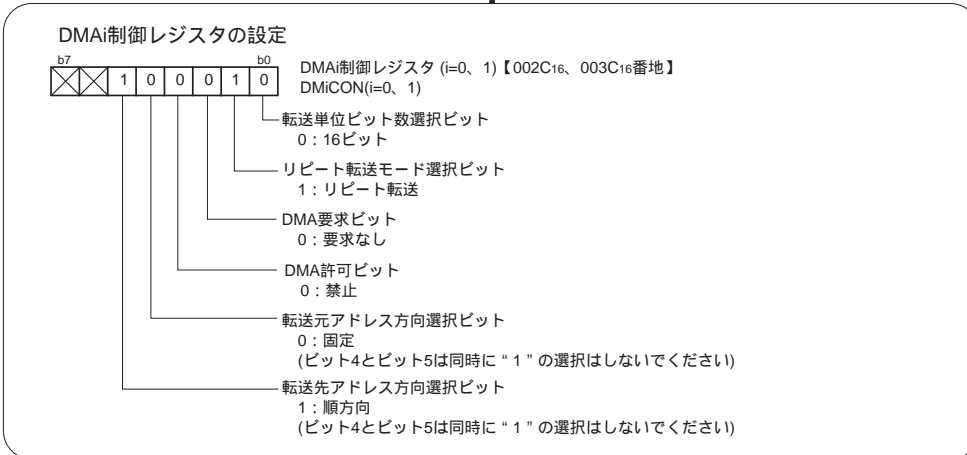 DMAi制御レジスタの設定
b7 b0
1 0 0 0 1 0
DMAi制御レジスタ (i=0、1)【002C16、003C16番地】
DMiCON(i=0、1)
転送単位ビット数選択ビット
0：16ビット
リピート転送モード選択ビット
1：リピート転送
DMA要求ビット
0：要求なし
DMA許可ビット
0：禁止
転送元アドレス方向選択ビット
0：固定
(ビット4とビット5は同時に“1”の選択はしないでください)
転送先アドレス方向選択ビット
1：順方向
(ビット4とビット5は同時に“1”の選択はしないでください)